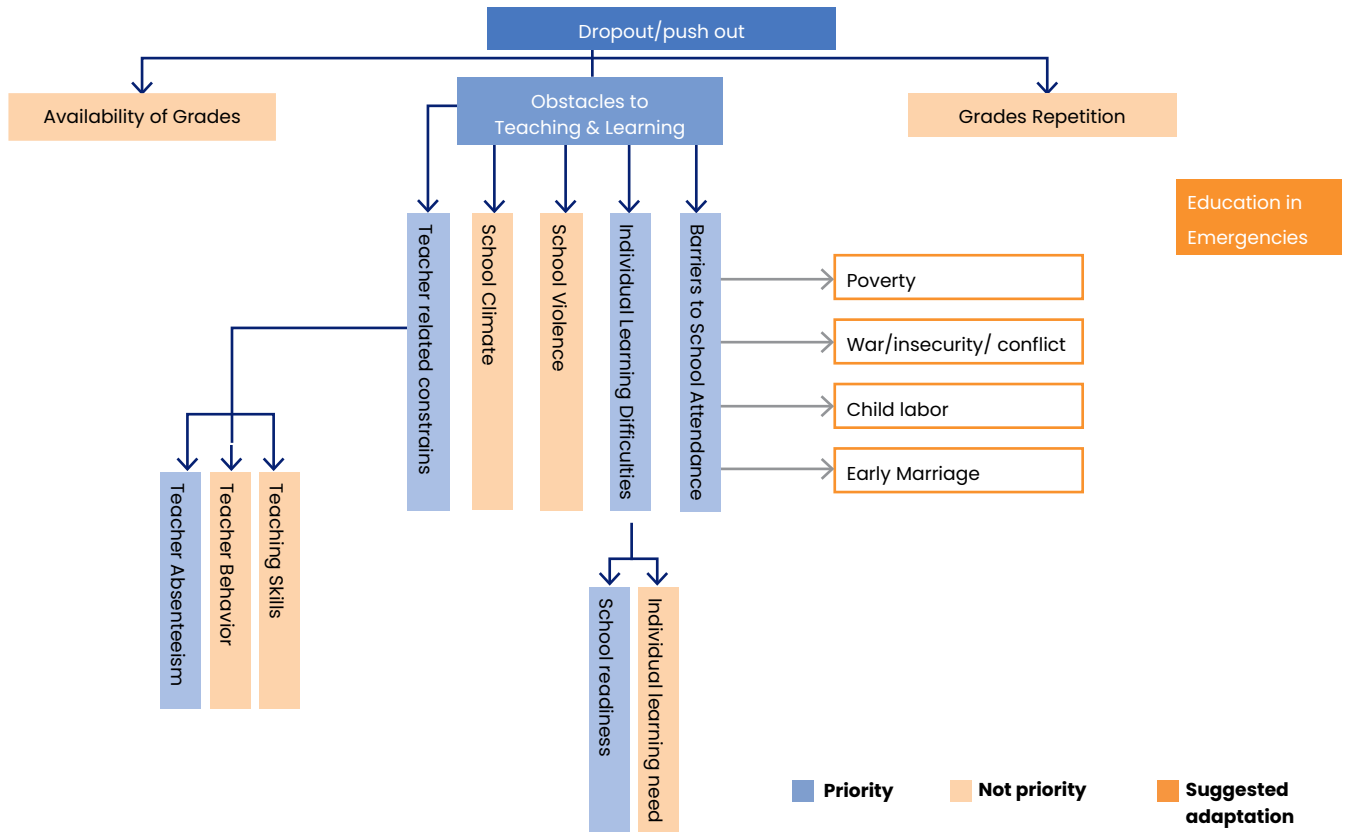 Dropout/push out
Availability of Grades
Obstacles to
Teaching & Learning
Grades Repetition
Education in
Emergencies
Teacher related constrains
School Climate
School Violence
Individual Learning Difficulties
Barriers to School Attendance
Poverty
War/insecurity/ conflict
Child labor
Early Marriage
Teacher Absenteeism
Teacher Behavior
Teaching Skills
School readiness
Individual learning need
Priority
Not priority
Suggested
adaptation